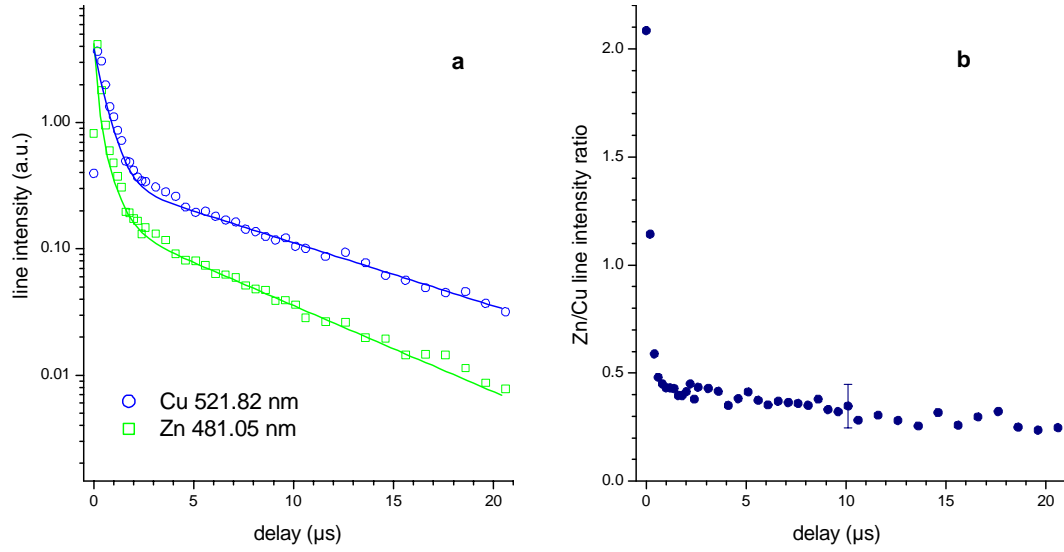 a
1.00
0.10
0.01
line intensity (a.u.)
Cu 521.82 nm
Zn 481.05 nm
0 5 10 15 20
delay (µs)
b
2.0
1.5
1.0
0.5
0.0
Zn/Cu line intensity ratio
0 5 10 15 20
delay (µs)